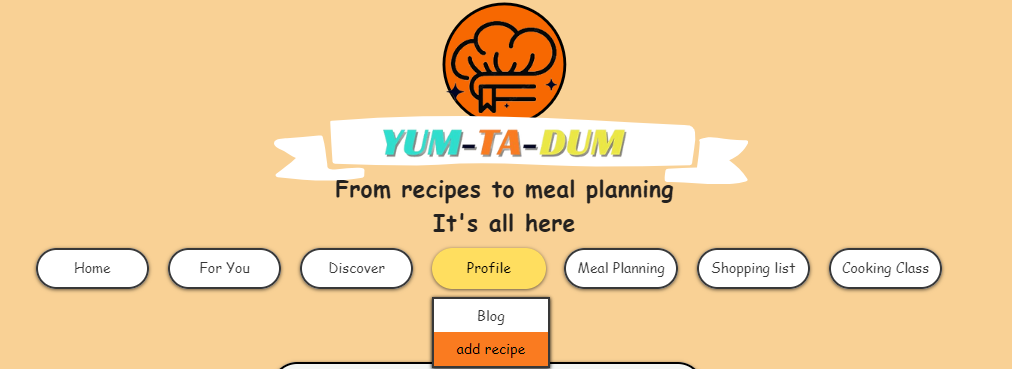 YUM-TA-DUM
From recipes to meal planning
It's all here
Home For You Discover Profile Meal Planning Shopping list Cooking Class
Blog
add recipe